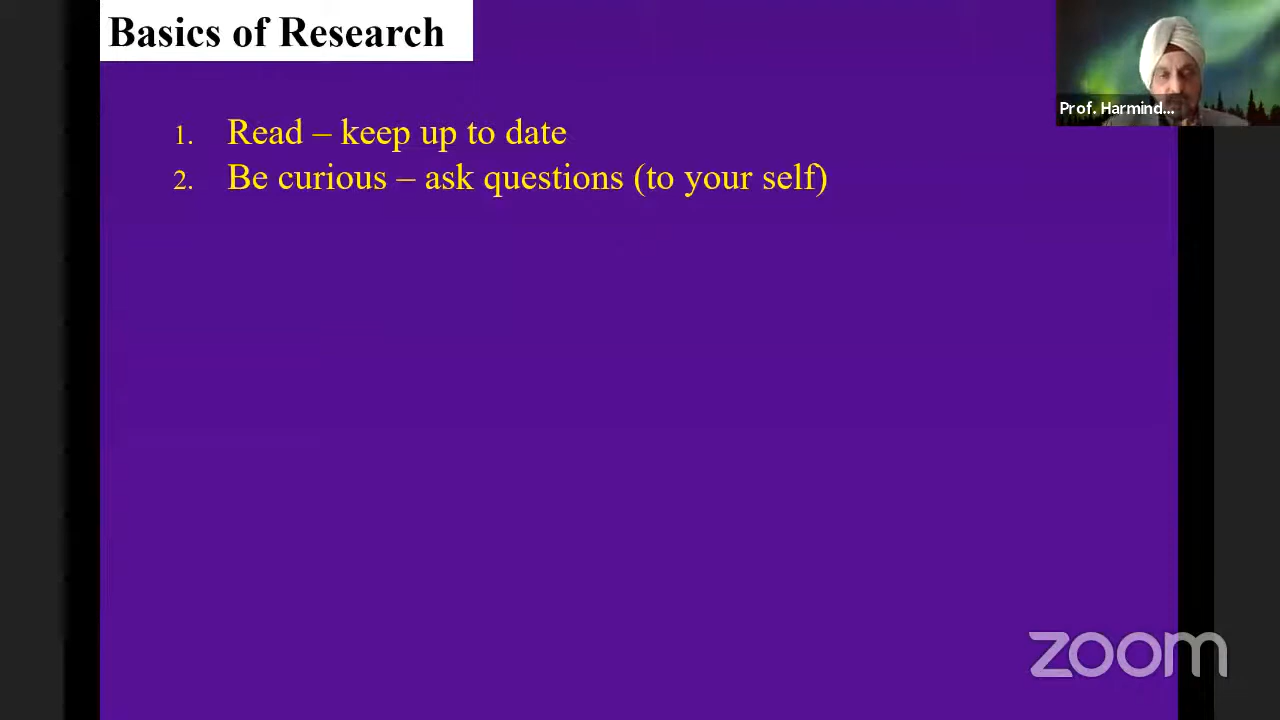 Basics of Research
Prof. Harmind...
1. Read – keep up to date
2. Be curious – ask questions (to your self)
zoom